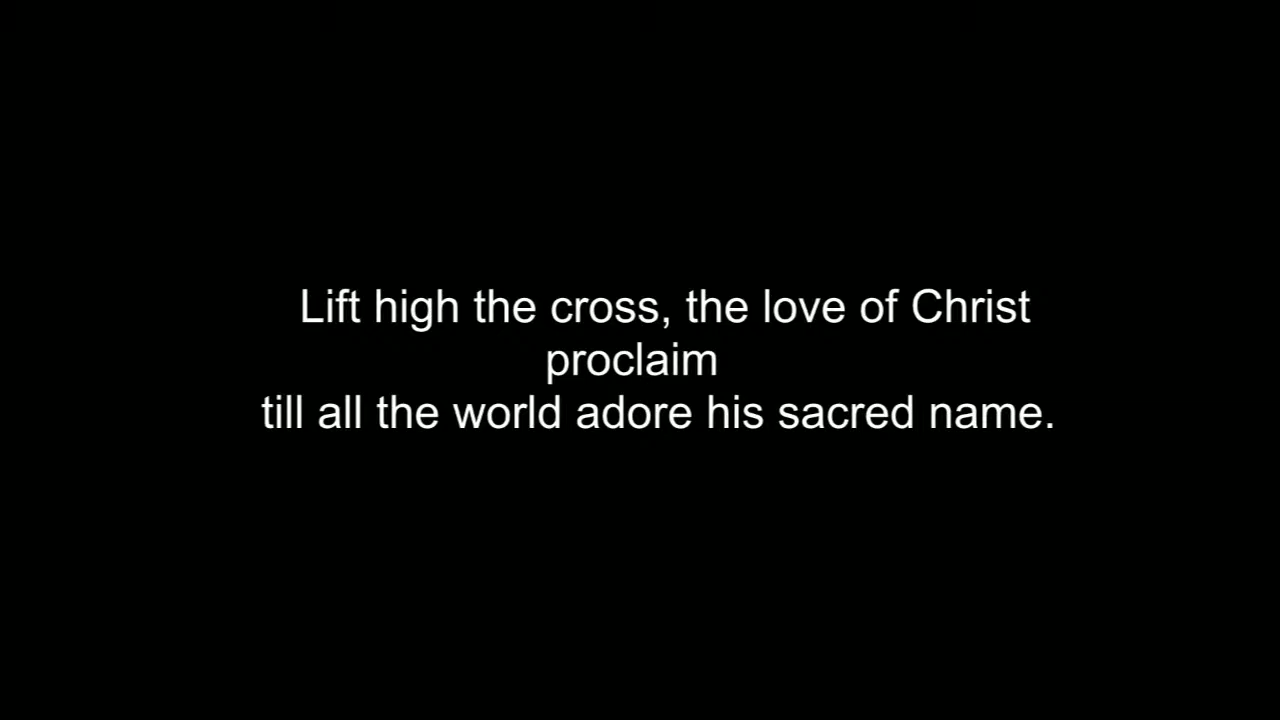 Lift high the cross, the love of Christ
proclaim
till all the world adore his sacred name.